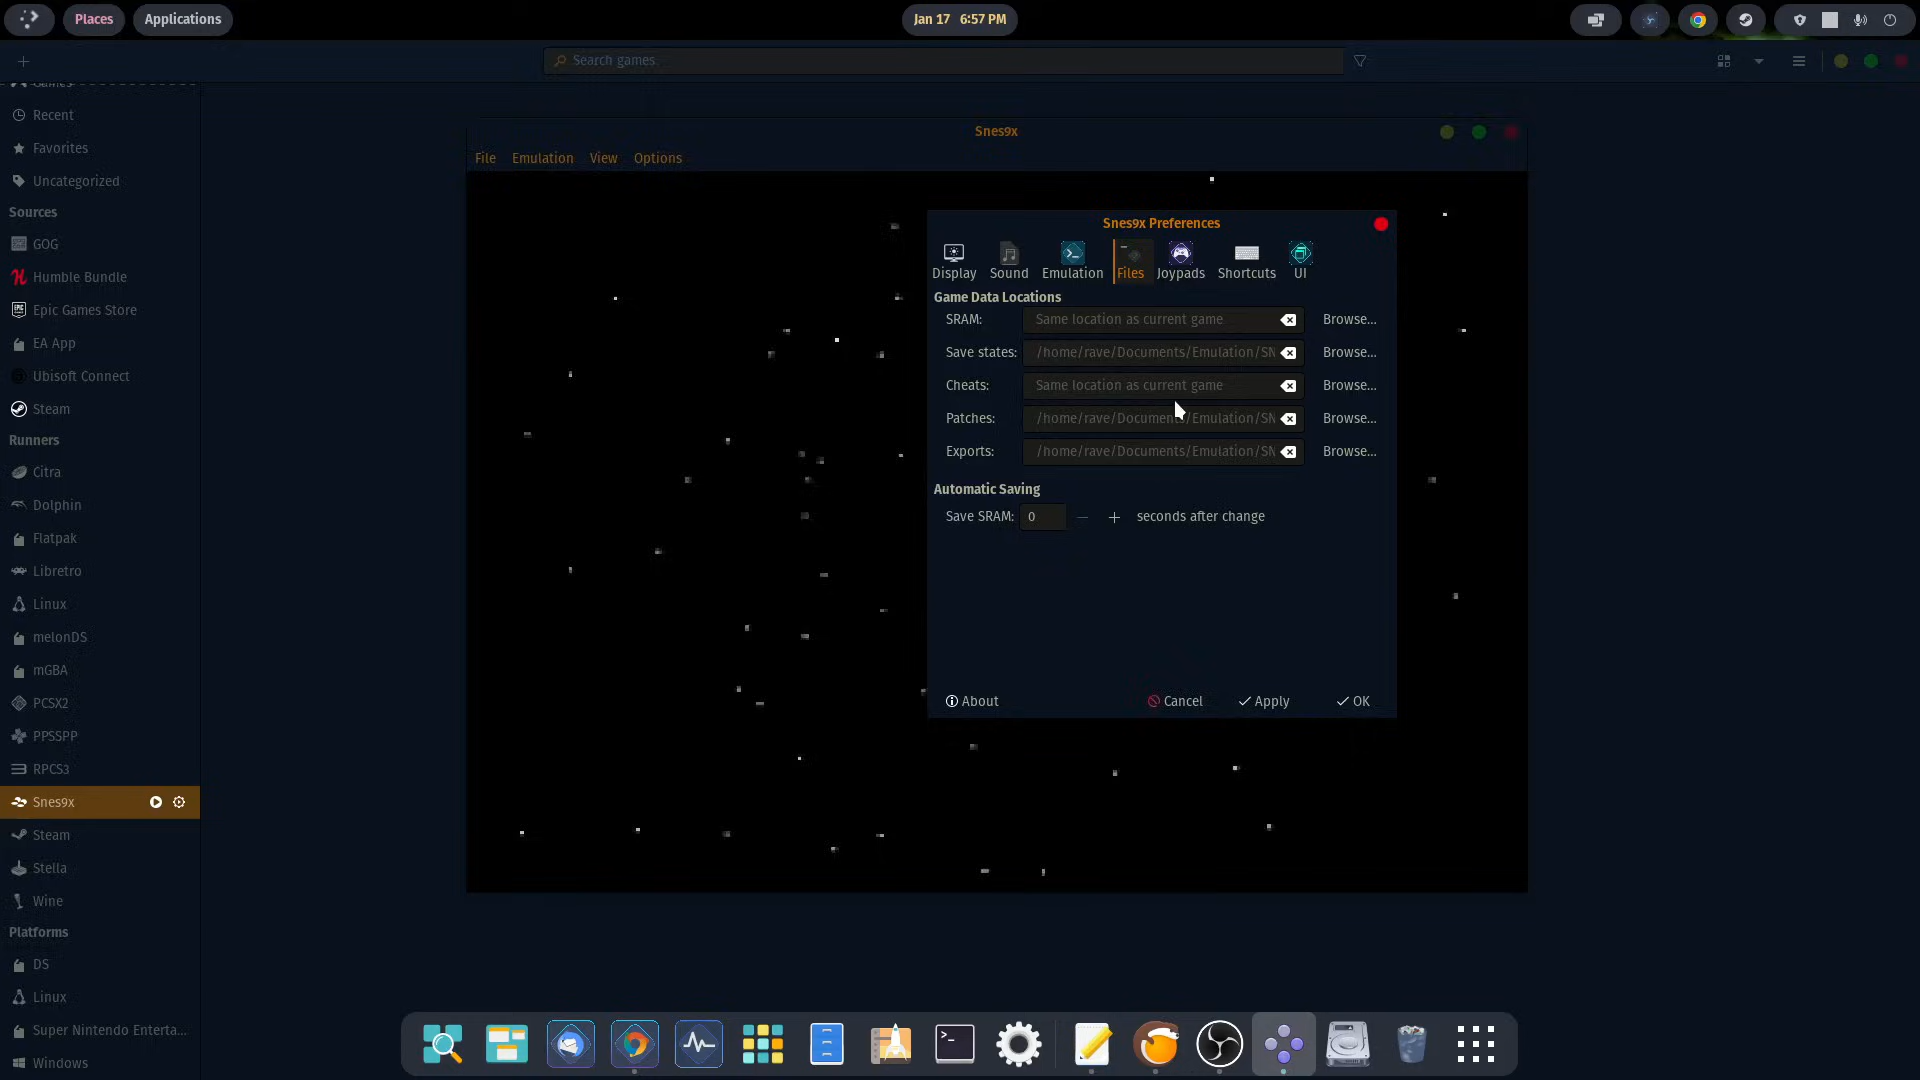 Places
Applications
Jan 17 6:57 PM
Search games
Games
Recent
Favorites
Uncategorized
Sources
GOG
Humble Bundle
Epic Games Store
EA App
Ubisoft Connect
Steam
Runners
Citra
Dolphin
Flatpak
Libretro
Linux
melonDS
mGBA
PCSX2
PPSSPP
RPCS3
Snes9x
Steam
Stella
Wine
Platforms
DS
Linux
Super Nintendo Enterta...
Windows
Snes9x
File Emulation View Options
Snes9x Preferences
Display Sound Emulation Files Joypads Shortcuts UI
Game Data Locations
SRAM: Same location as current game Browse...
Save states: /home/rave/Documents/Emulation/SN Browse...
Cheats: Same location as current game Browse...
Patches: /home/rave/Documents/Emulation/SN Browse...
Exports: /home/rave/Documents/Emulation/SN Browse...
Automatic Saving
Save SRAM: 0 seconds after change
About Cancel Apply OK